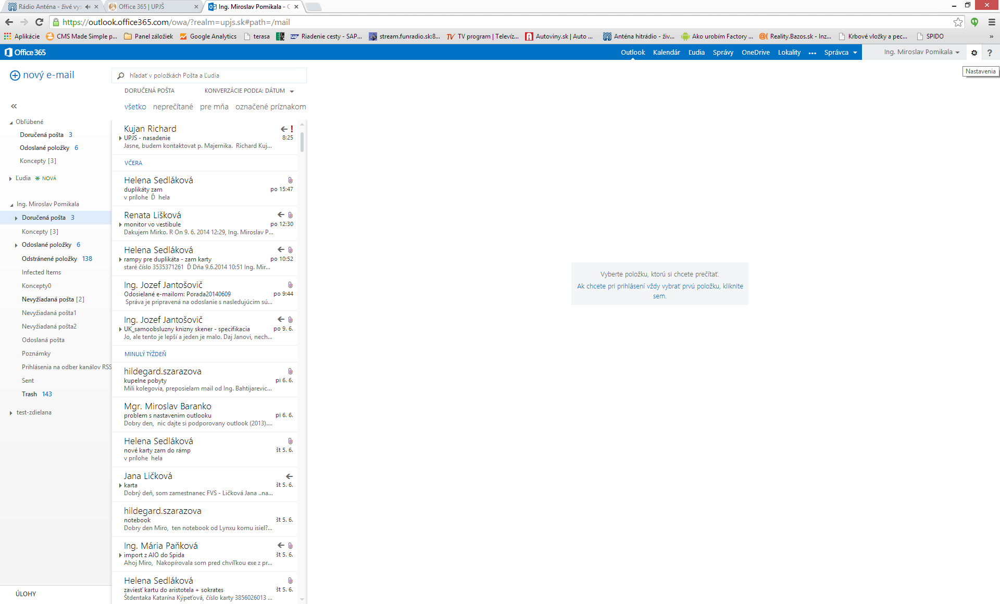 Rádio Anténa - živé vys
Office 365 | UPJŠ
Ing. Miroslav Pomikala - O
https://outlook.office365.com/owa/?realm=upjs.sk#path=/mail
Aplikácie
CMS Made Simple p...
Panel záložiek
Google Analytics
terasa
Riadenie cesty - SAP...
stream.funradio.sk:8...
TV program | Televíz...
Autoviny.sk | Auto ...
Anténa hitrádio - živ...
Ako urobím Factory ...
Reality.Bazos.sk - Inz...
Krbové vložky a pec...
SPIDO
»
Office 365
Outlook
Kalendár
Ľudia
Správy
OneDrive
Lokality
...
Správca
Ing. Miroslav Pomikala
?
Nastavenia
nový e-mail
«
Obľúbené
Doručená pošta 3
Odoslané položky 6
Koncepty [3]
Ľudia NOVÁ
Ing. Miroslav Pomikala
Doručená pošta 3
Koncepty [3]
Odoslané položky 6
Odstránené položky 138
Infected Items
Koncepty0
Nevyžiadaná pošta [2]
Nevyžiadaná pošta1
Nevyžiadaná pošta2
Odoslaná pošta
Poznámky
Prihlásenia na odber kanálov RSS
Sent
Trash 143
test-zdielana
ÚLOHY
hľadať v položkách Pošta a Ľudia
DORUČENÁ POŠTA
KONVERZÁCIE PODĽA: DÁTUM
všetko neprečítané pre mňa označené príznakom
Kujan Richard
!
UPJS - nasadenie 8:25
Jasne, budem kontaktovat p. Majernika. Richard Kuj...
VČERA
Helena Sedláková
duplikáty zam po 15:47
v prílohe Ď hela
Renata Lišková
monitor vo vestibule po 12:30
Dakujem Mirko. R On 9. 6. 2014 12:29, Ing. Miroslav P...
Helena Sedláková
rampy pre duplikáta - zam karty po 10:52
staré číslo 3535371261 Ď Dňa 9.6.2014 10:51 Ing. Mir...
Ing. Jozef Jantošovič
Odosielané e-mailom: Porada20140609 po 9:44
Správa je pripravená na odoslanie s nasledujúcim sú...
Ing. Jozef Jantošovič
UK_samoobsluzny knizny skener - specifikacia po 9. 6.
Jo, ale tento je lepší a jeden je malo. Daj Janovi, nech...
MINULÝ TÝŽDEŇ
hildegard.szarazova
kupelne pobyty pi 6. 6.
Mili kolegovia, preposielam mail od Ing. Bahtijarevic...
Mgr. Miroslav Baranko
problem s nastavenim outlooku pi 6. 6.
Dobry den, nic dajte si podporovany outlook (2013)....
Helena Sedláková
nové karty zam do rámp št 5. 6.
v prílohe hela
Jana Ličková
karta št 5. 6.
Dobrý deň, som zamestnanec FVS - Ličková Jana ..na...
hildegard.szarazova
notebook št 5. 6.
Dobry den Miro, ten notebook od Lynxu komu isiel?...
Ing. Mária Paňková
import z AIO do Spida št 5. 6.
Ahoj Miro, Nakopírovala som pred chvíľkou exe z pr...
Helena Sedláková
zaviesť kartu do aristotela + sokrates št 5. 6.
Štdentaka Katarína Kýpeťová, číslo karty 3856026013 ...
Vyberte položku, ktorú si chcete prečítať.
Ak chcete pri prihlásení vždy vybrať prvú položku, kliknite
sem.